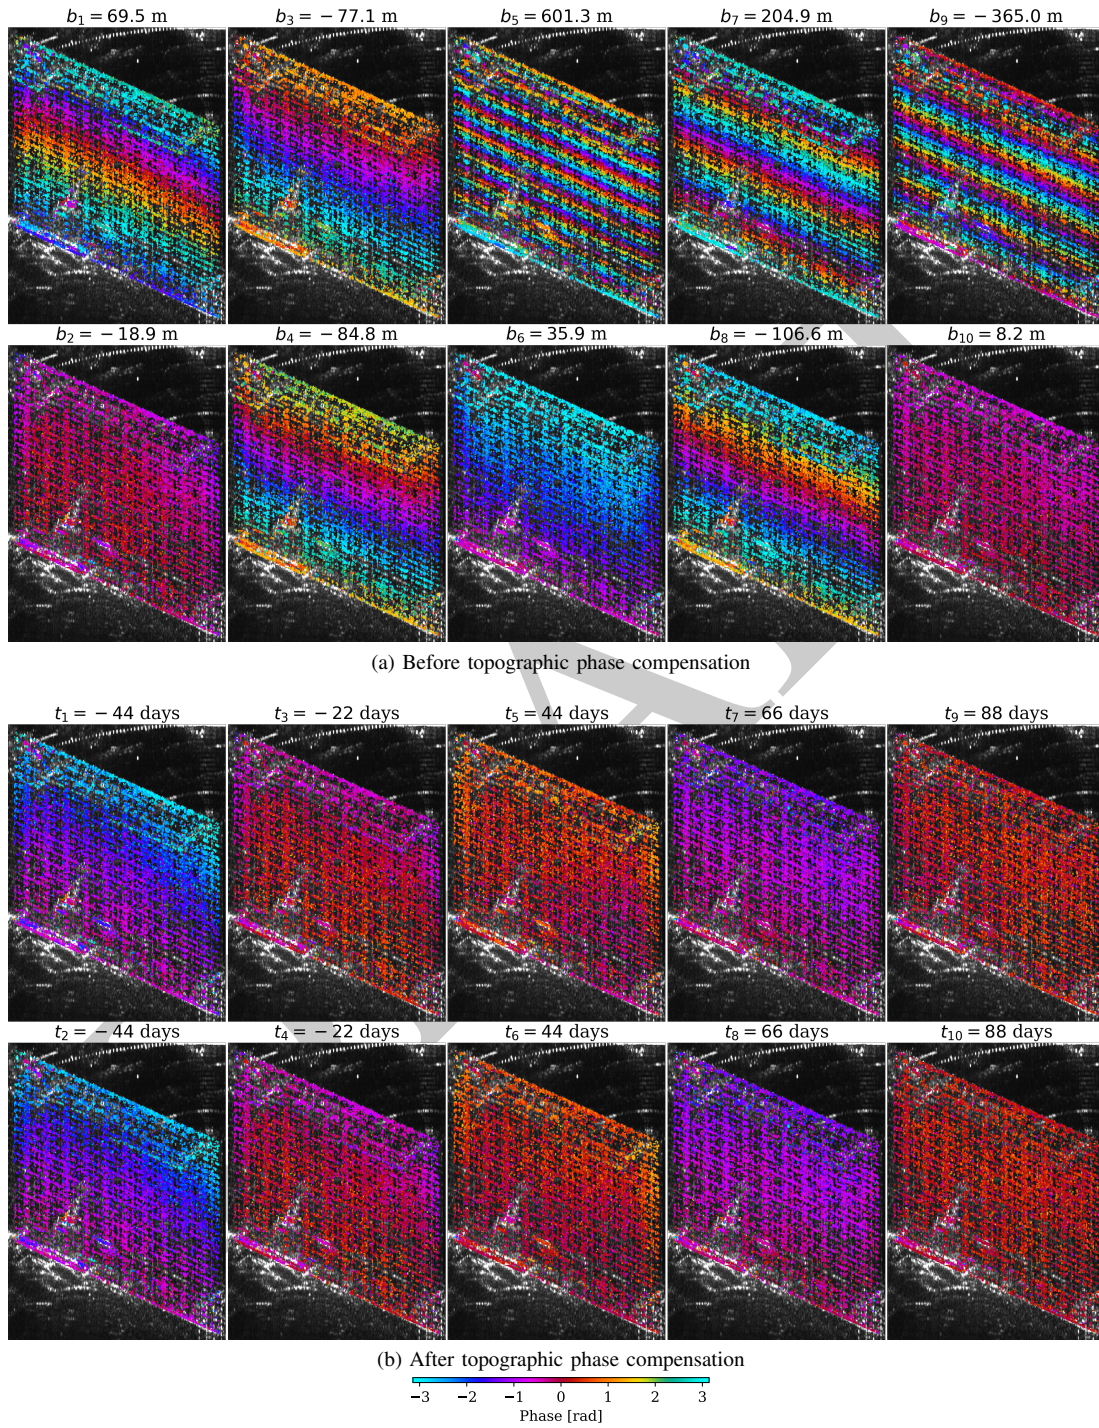 b₁ = 69.5 m b₃ = −77.1 m b₅ = 601.3 m b₇ = 204.9 m b₉ = −365.0 m
b₂ = −18.9 m b₄ = −84.8 m b₆ = 35.9 m b₈ = −106.6 m b₁₀ = 8.2 m
(a) Before topographic phase compensation
t₁ = −44 days t₃ = −22 days t₅ = 44 days t₇ = 66 days t₉ = 88 days
t₂ = −44 days t₄ = −22 days t₆ = 44 days t₈ = 66 days t₁₀ = 88 days
(b) After topographic phase compensation
−3 −2 −1 0 1 2 3
Phase [rad]